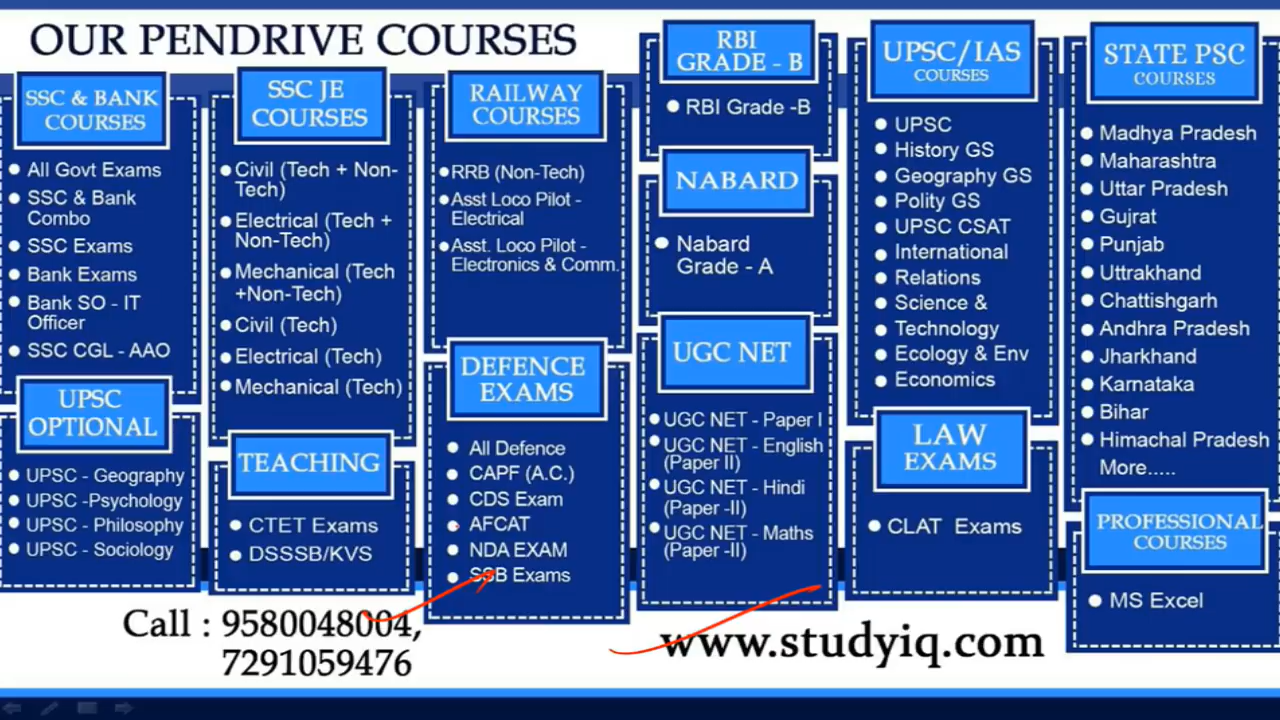 OUR PENDRIVE COURSES
SSC & BANK
COURSES
All Govt Exams
SSC & Bank
Combo
SSC Exams
Bank Exams
Bank SO - IT
Officer
SSC CGL - AAO
UPSC
OPTIONAL
UPSC - Geography
UPSC -Psychology
UPSC - Philosophy
UPSC - Sociology
SSC JE
COURSES
Civil (Tech + Non-
Tech)
Electrical (Tech +
Non-Tech)
Mechanical (Tech
+Non-Tech)
Civil (Tech)
Electrical (Tech)
Mechanical (Tech)
TEACHING
CTET Exams
DSSSB/KVS
RAILWAY
COURSES
RRB (Non-Tech)
Asst Loco Pilot -
Electrical
Asst. Loco Pilot -
Electronics & Comm.
DEFENCE
EXAMS
All Defence
CAPF (A.C.)
CDS Exam
AFCAT
NDA EXAM
SSB Exams
RBI
GRADE - B
RBI Grade -B
NABARD
Nabard
Grade - A
UGC NET
UGC NET - Paper I
UGC NET - English
(Paper II)
UGC NET - Hindi
(Paper -II)
UGC NET - Maths
(Paper -II)
UPSC/IAS
COURSES
UPSC
History GS
Geography GS
Polity GS
UPSC CSAT
International
Relations
Science &
Technology
Ecology & Env
Economics
LAW
EXAMS
CLAT Exams
STATE PSC
COURSES
Madhya Pradesh
Maharashtra
Uttar Pradesh
Gujrat
Punjab
Uttrakhand
Chattishgarh
Andhra Pradesh
Jharkhand
Karnataka
Bihar
Himachal Pradesh
More.....
PROFESSIONAL
COURSES
MS Excel
Call : 9580048004,
7291059476
www.studyiq.com